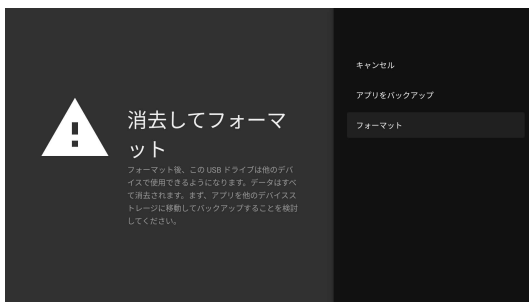 消去してフォーマ
ット
フォーマット後、この USB ドライブは他のデバ
イスで使用できるようになります。データはすべ
て消去されます。まず、アプリを他のデバイスス
トレージに移動してバックアップすることを検討
してください。
キャンセル
アプリをバックアップ
フォーマット